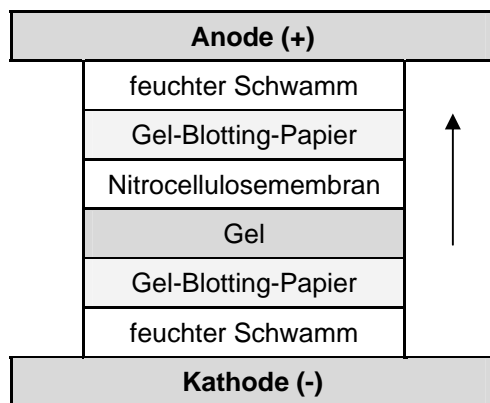 Anode (+)
feuchter Schwamm
Gel-Blotting-Papier
Nitrocellulosemembran
Gel
Gel-Blotting-Papier
feuchter Schwamm
Kathode (-)